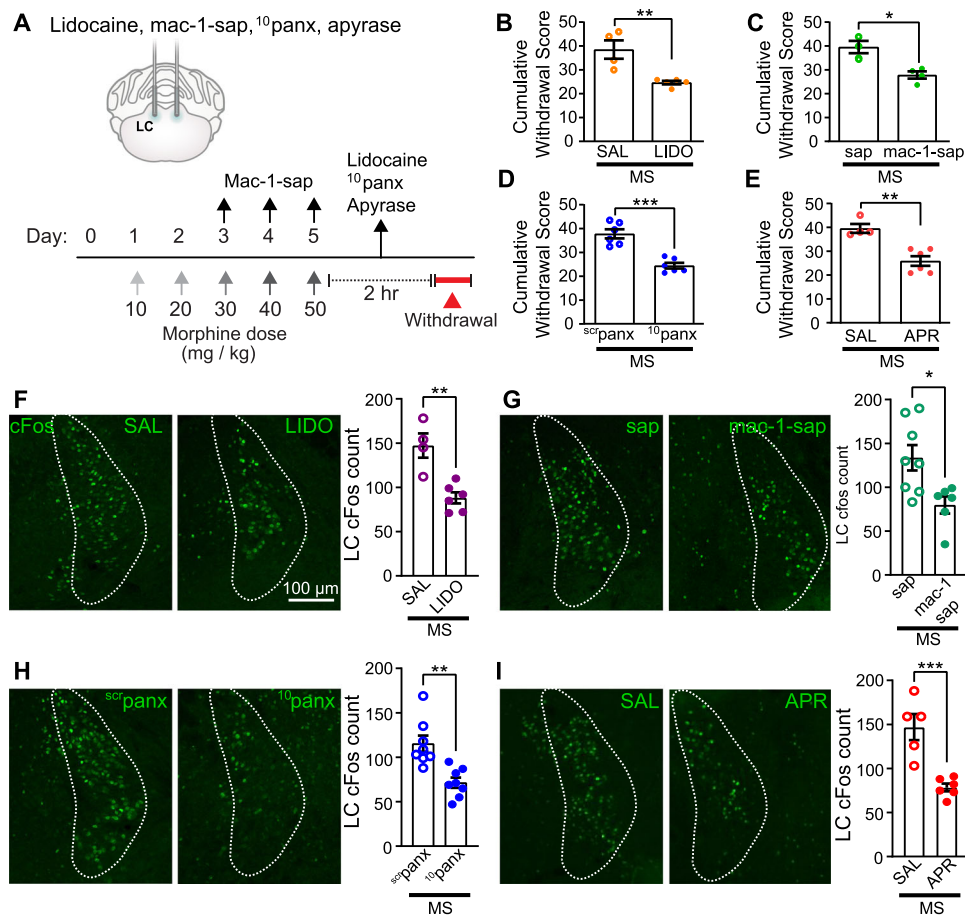 A
Lidocaine, mac-1-sap, ¹⁰panx, apyrase
LC
Mac-1-sap
Lidocaine
¹⁰panx
Apyrase
Day: 0 1 2 3 4 5
10 20 30 40 50
2 hr
Withdrawal
Morphine dose
(mg / kg)
B
Cumulative
Withdrawal Score
50
40
30
20
10
0
**
SAL LIDO
MS
C
Cumulative
Withdrawal Score
50
40
30
20
10
0
*
sap mac-1-sap
MS
D
Cumulative
Withdrawal Score
50
40
30
20
10
0
***
ˢᶜʳpanx ¹⁰panx
MS
E
Cumulative
Withdrawal Score
50
40
30
20
10
0
**
SAL APR
MS
F
cFos SAL
LIDO
100 µm
LC cFos count
200
150
100
50
0
**
SAL LIDO
MS
G
sap
mac-1-sap
LC cfos count
200
150
100
50
0
*
sap mac-1
sap
MS
H
ˢᶜʳpanx
¹⁰panx
LC cFos count
200
150
100
50
0
**
ˢᶜʳpanx ¹⁰panx
MS
I
SAL
APR
LC cFos count
200
150
100
50
0
***
SAL APR
MS